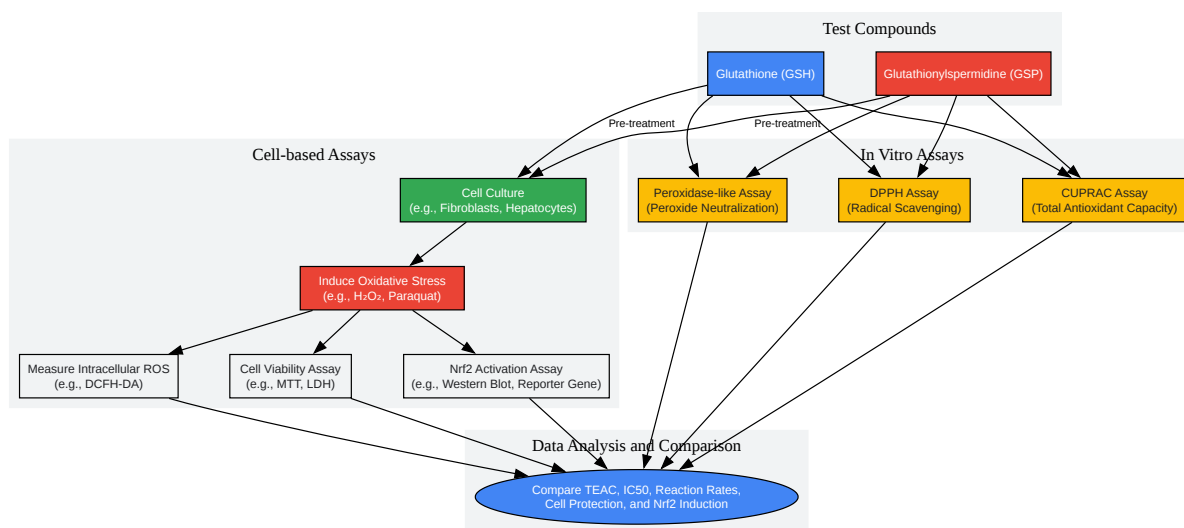 Test Compounds
Glutathione (GSH)
Glutathionylspermidine (GSP)
Pre-treatment
Pre-treatment
Cell-based Assays
In Vitro Assays
Cell Culture
(e.g., Fibroblasts, Hepatocytes)
Peroxidase-like Assay
(Peroxide Neutralization)
DPPH Assay
(Radical Scavenging)
CUPRAC Assay
(Total Antioxidant Capacity)
Induce Oxidative Stress
(e.g., H₂O₂, Paraquat)
Measure Intracellular ROS
(e.g., DCFH-DA)
Cell Viability Assay
(e.g., MTT, LDH)
Nrf2 Activation Assay
(e.g., Western Blot, Reporter Gene)
Data Analysis and Comparison
Compare TEAC, IC50, Reaction Rates,
Cell Protection, and Nrf2 Induction